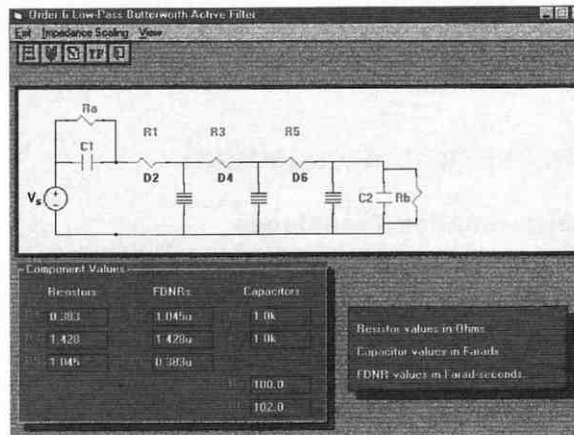 Order 6 Low-Pass Butterworth Active Filter
Exit Impedance Scaling View
TF
Ra
R1 R3 R5
C1
D2 D4 D6
Vs
C2 Rb
Component Values
Resistors FDNRs Capacitors
0.383 1.045u 1.0k
1.428 1.428u 1.0k
1.045 0.383u
100.0
102.0
Resistor values in Ohms.
Capacitor values in Farads.
FDNR values in Farad-seconds.